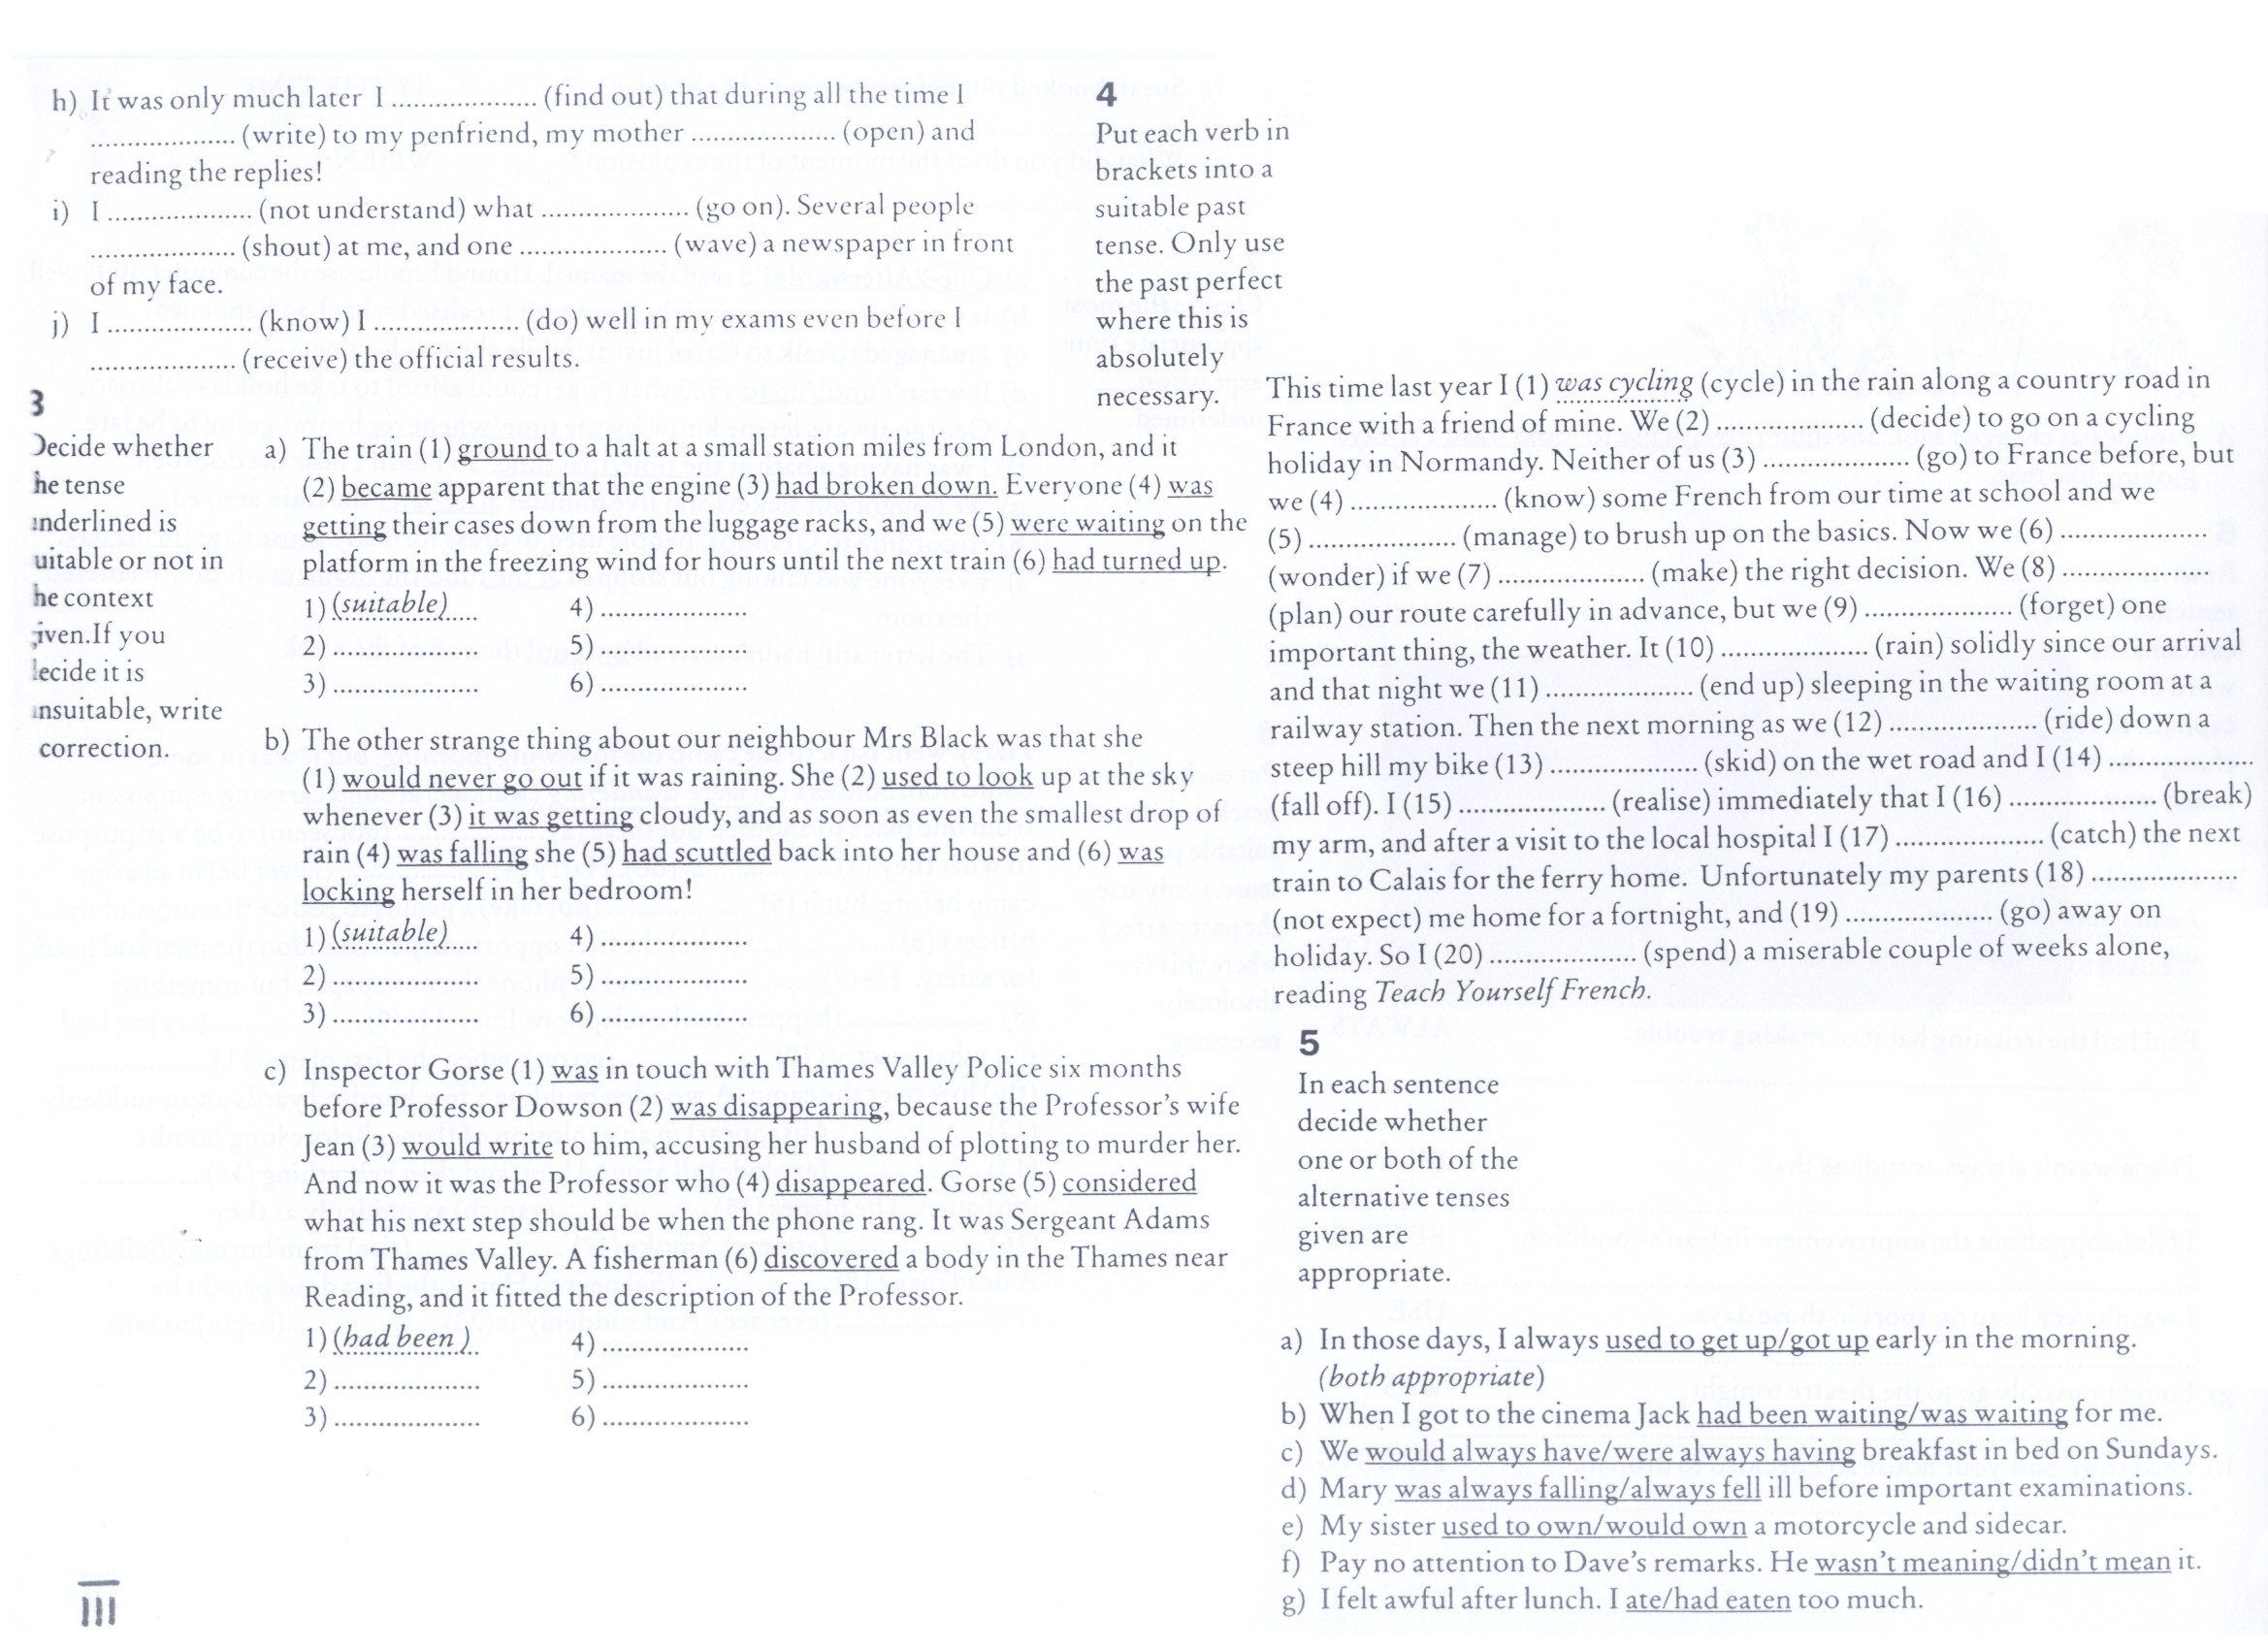 h) It was only much later I .................... (find out) that during all the time I
.................... (write) to my penfriend, my mother .................... (open) and
reading the replies!
i) I .................... (not understand) what .................... (go on). Several people
.................... (shout) at me, and one .................... (wave) a newspaper in front
of my face.
j) I .................... (know) I .................... (do) well in my exams even before I
.................... (receive) the official results.
3
Decide whether
he tense
underlined is
uitable or not in
he context
given.If you
decide it is
unsuitable, write
correction.
a) The train (1) ground to a halt at a small station miles from London, and it
(2) became apparent that the engine (3) had broken down. Everyone (4) was
getting their cases down from the luggage racks, and we (5) were waiting on the
platform in the freezing wind for hours until the next train (6) had turned up.
1) (suitable) 4) ....................
2) .................... 5) ....................
3) .................... 6) ....................
b) The other strange thing about our neighbour Mrs Black was that she
(1) would never go out if it was raining. She (2) used to look up at the sky
whenever (3) it was getting cloudy, and as soon as even the smallest drop of
rain (4) was falling she (5) had scuttled back into her house and (6) was
locking herself in her bedroom!
1) (suitable) 4) ....................
2) .................... 5) ....................
3) .................... 6) ....................
c) Inspector Gorse (1) was in touch with Thames Valley Police six months
before Professor Dowson (2) was disappearing, because the Professor's wife
Jean (3) would write to him, accusing her husband of plotting to murder her.
And now it was the Professor who (4) disappeared. Gorse (5) considered
what his next step should be when the phone rang. It was Sergeant Adams
from Thames Valley. A fisherman (6) discovered a body in the Thames near
Reading, and it fitted the description of the Professor.
1) (had been ) 4) ....................
2) .................... 5) ....................
3) .................... 6) ....................
4
Put each verb in
brackets into a
suitable past
tense. Only use
the past perfect
where this is
absolutely
necessary.
This time last year I (1) was cycling (cycle) in the rain along a country road in
France with a friend of mine. We (2) .................... (decide) to go on a cycling
holiday in Normandy. Neither of us (3) .................... (go) to France before, but
we (4) .................... (know) some French from our time at school and we
(5) .................... (manage) to brush up on the basics. Now we (6) ....................
(wonder) if we (7) .................... (make) the right decision. We (8) ....................
(plan) our route carefully in advance, but we (9) .................... (forget) one
important thing, the weather. It (10) .................... (rain) solidly since our arrival
and that night we (11) .................... (end up) sleeping in the waiting room at a
railway station. Then the next morning as we (12) .................... (ride) down a
steep hill my bike (13) .................... (skid) on the wet road and I (14) ....................
(fall off). I (15) .................... (realise) immediately that I (16) .................... (break)
my arm, and after a visit to the local hospital I (17) .................... (catch) the next
train to Calais for the ferry home. Unfortunately my parents (18) ....................
(not expect) me home for a fortnight, and (19) .................... (go) away on
holiday. So I (20) .................... (spend) a miserable couple of weeks alone,
reading Teach Yourself French.
5
In each sentence
decide whether
one or both of the
alternative tenses
given are
appropriate.
a) In those days, I always used to get up/got up early in the morning.
(both appropriate)
b) When I got to the cinema Jack had been waiting/was waiting for me.
c) We would always have/were always having breakfast in bed on Sundays.
d) Mary was always falling/always fell ill before important examinations.
e) My sister used to own/would own a motorcycle and sidecar.
f) Pay no attention to Dave's remarks. He wasn't meaning/didn't mean it.
g) I felt awful after lunch. I ate/had eaten too much.